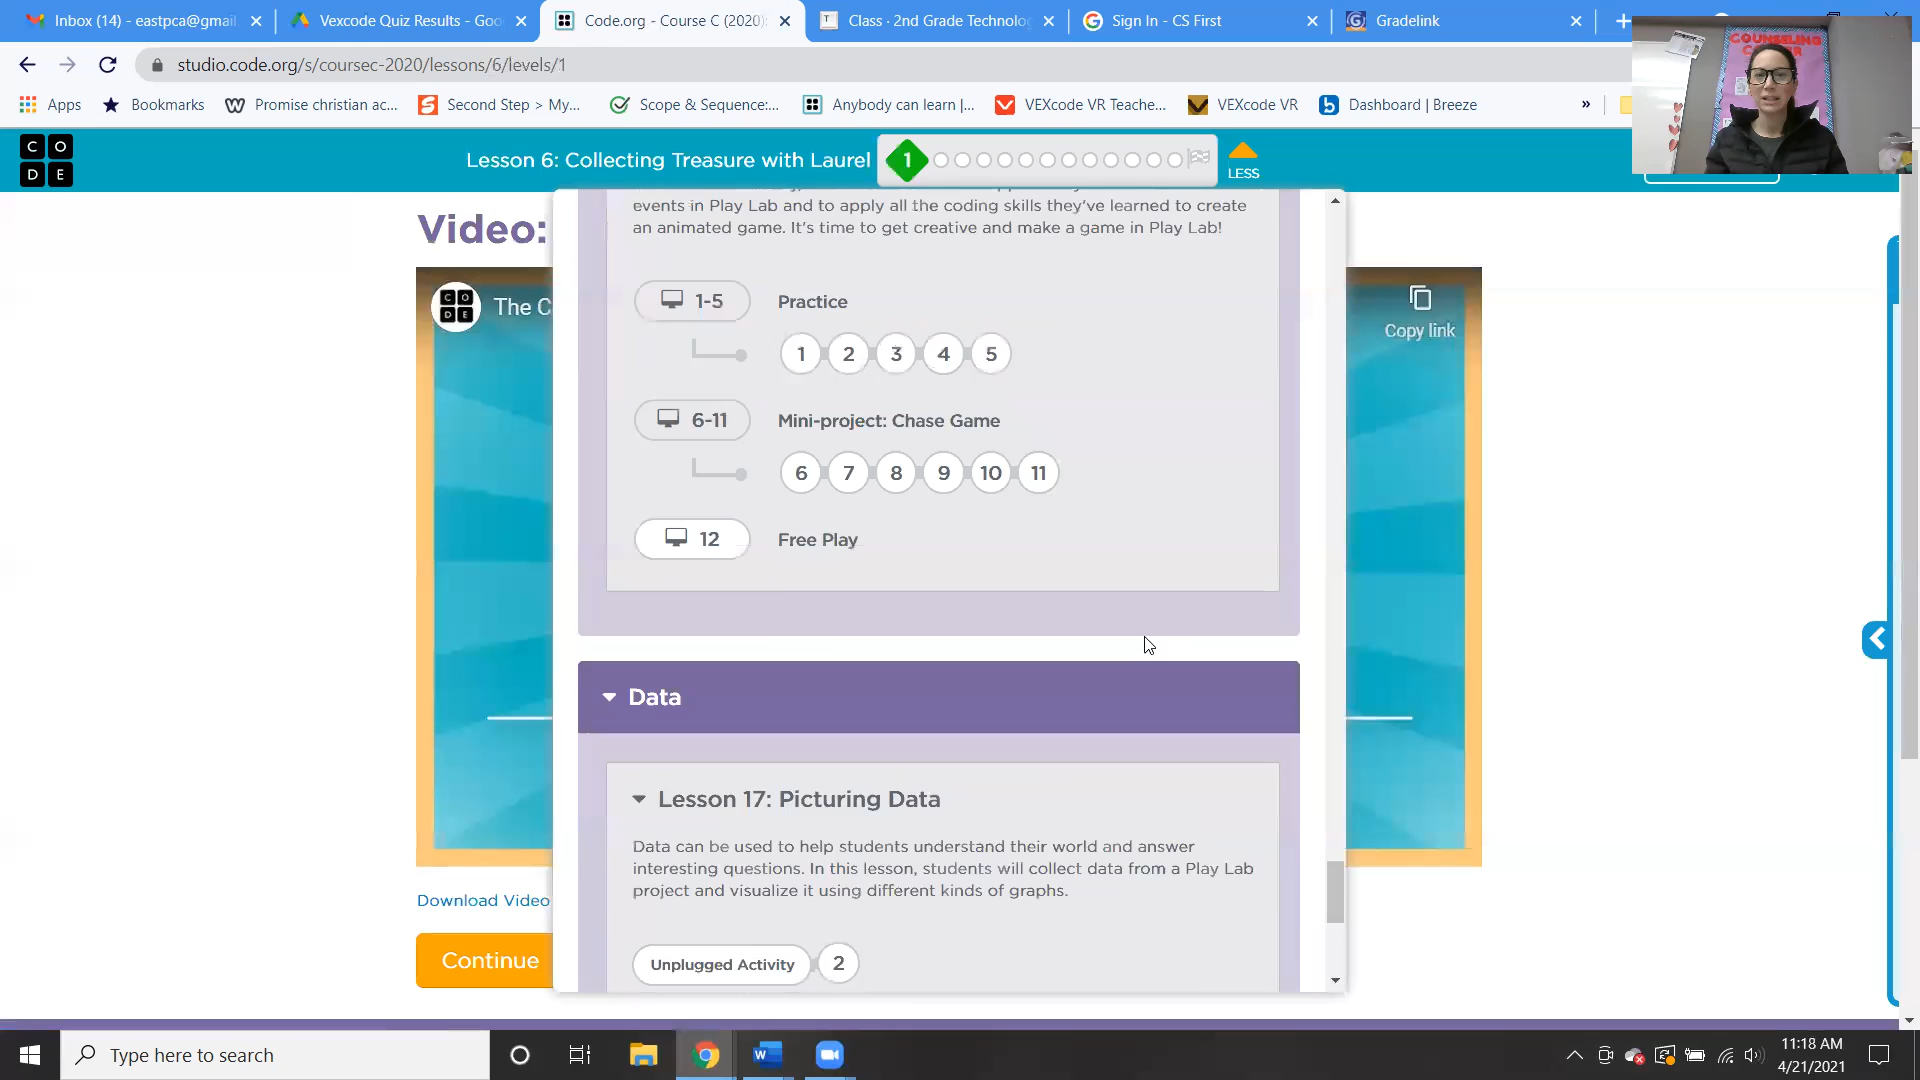 Inbox (14) - eastpca@gmail
Vexcode Quiz Results - Goo
Code.org - Course C (2020)
Class - 2nd Grade Technolog
Sign In - CS First
Gradelink
studio.code.org/s/coursec-2020/lessons/6/levels/1
Apps
Bookmarks
Promise christian ac...
Second Step > My...
Scope & Sequence:...
Anybody can learn |...
VEXcode VR Teache...
VEXcode VR
Dashboard | Breeze
»
COUNSELING
CORNER
C O
D E
Lesson 6: Collecting Treasure with Laurel
1
LESS
Video:
C O
D E
The C
Copy link
events in Play Lab and to apply all the coding skills they've learned to create
an animated game. It's time to get creative and make a game in Play Lab!
1-5 Practice
1 2 3 4 5
6-11 Mini-project: Chase Game
6 7 8 9 10 11
12 Free Play
Data
Lesson 17: Picturing Data
Data can be used to help students understand their world and answer
interesting questions. In this lesson, students will collect data from a Play Lab
project and visualize it using different kinds of graphs.
Unplugged Activity 2
Download Video
Continue
Type here to search
11:18 AM
4/21/2021